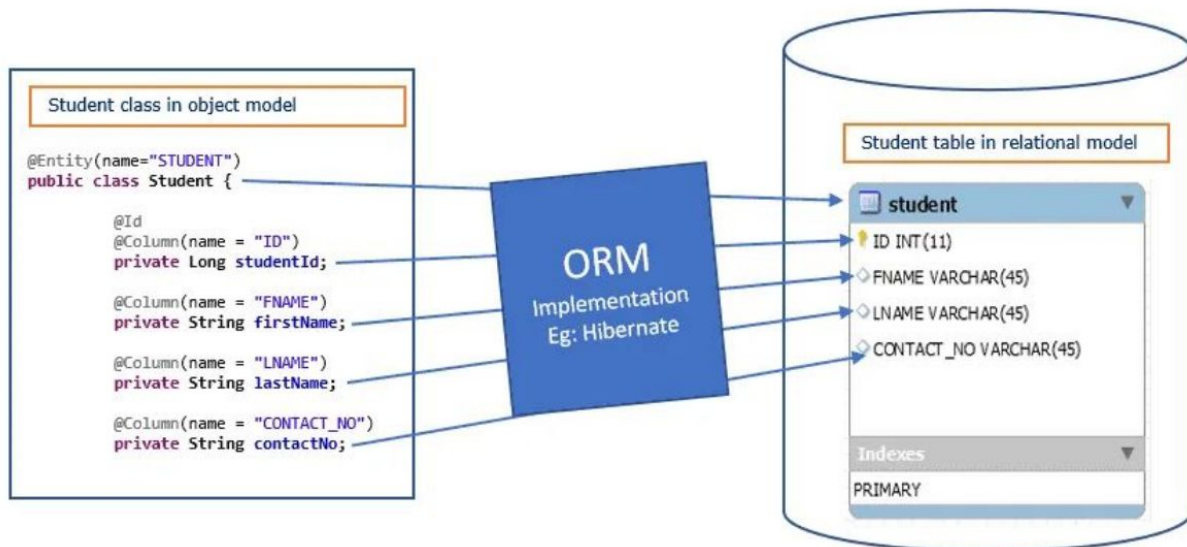 Student class in object model
@Entity(name="STUDENT")
public class Student {
@Id
@Column(name = "ID")
private Long studentId;
@Column(name = "FNAME")
private String firstName;
@Column(name = "LNAME")
private String lastName;
@Column(name = "CONTACT_NO")
private String contactNo;
ORM
Implementation
Eg: Hibernate
Student table in relational model
student
ID INT(11)
FNAME VARCHAR(45)
LNAME VARCHAR(45)
CONTACT_NO VARCHAR(45)
Indexes
PRIMARY